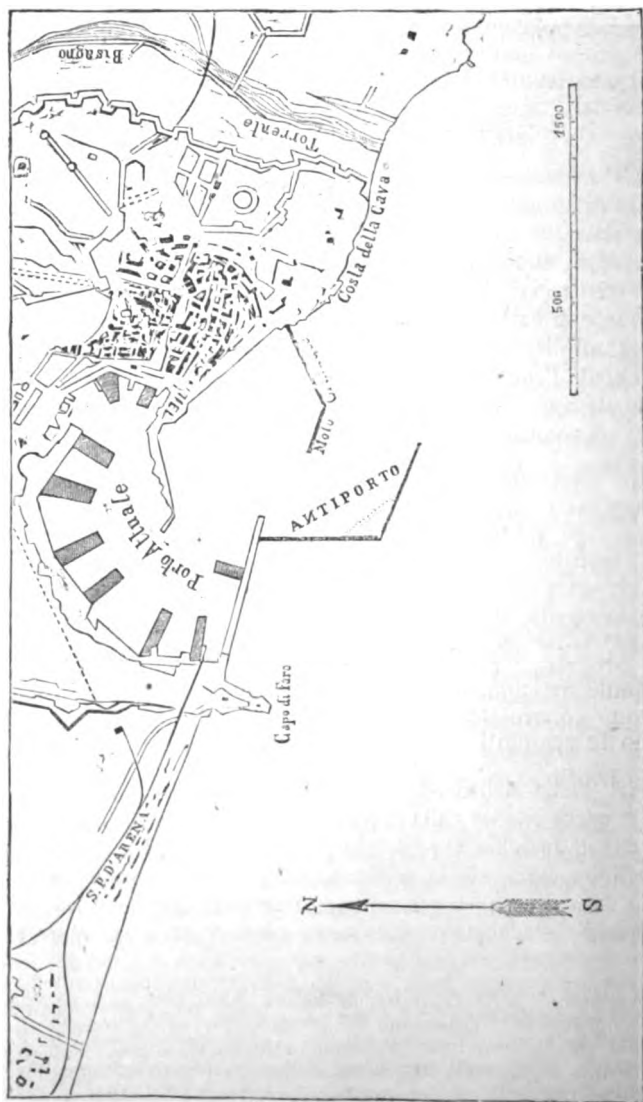 Bisagno
Torrente
Costa della Cava
Porto Attuale
Molo
ANTIPORTO
Capo di faro
S. P. D'ARENA
500
1500
N
S